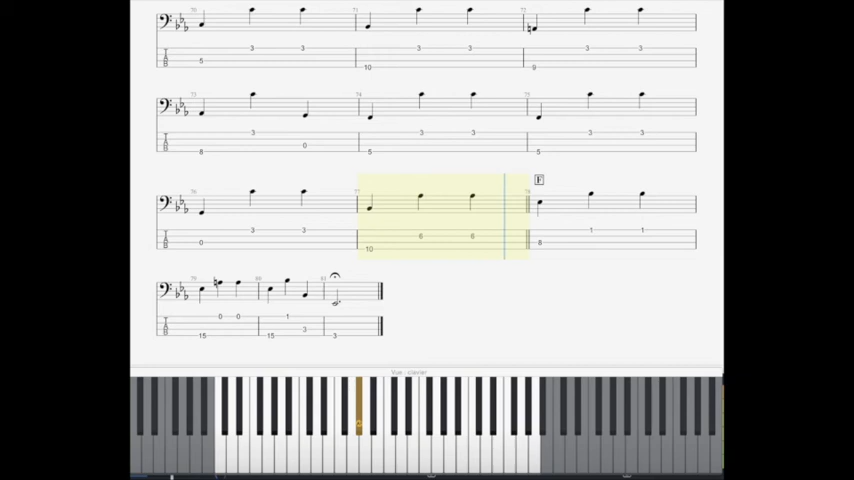 70 71 72
3 3 3 3 3 3
5 10 9
73 74 75
3 3 3 3 3
0
8 5 5
76 77 78 F
3 3 1 1
6 6
0 10 8
79 80 81
0 0 1
3
15 15 3
Vue : clavier